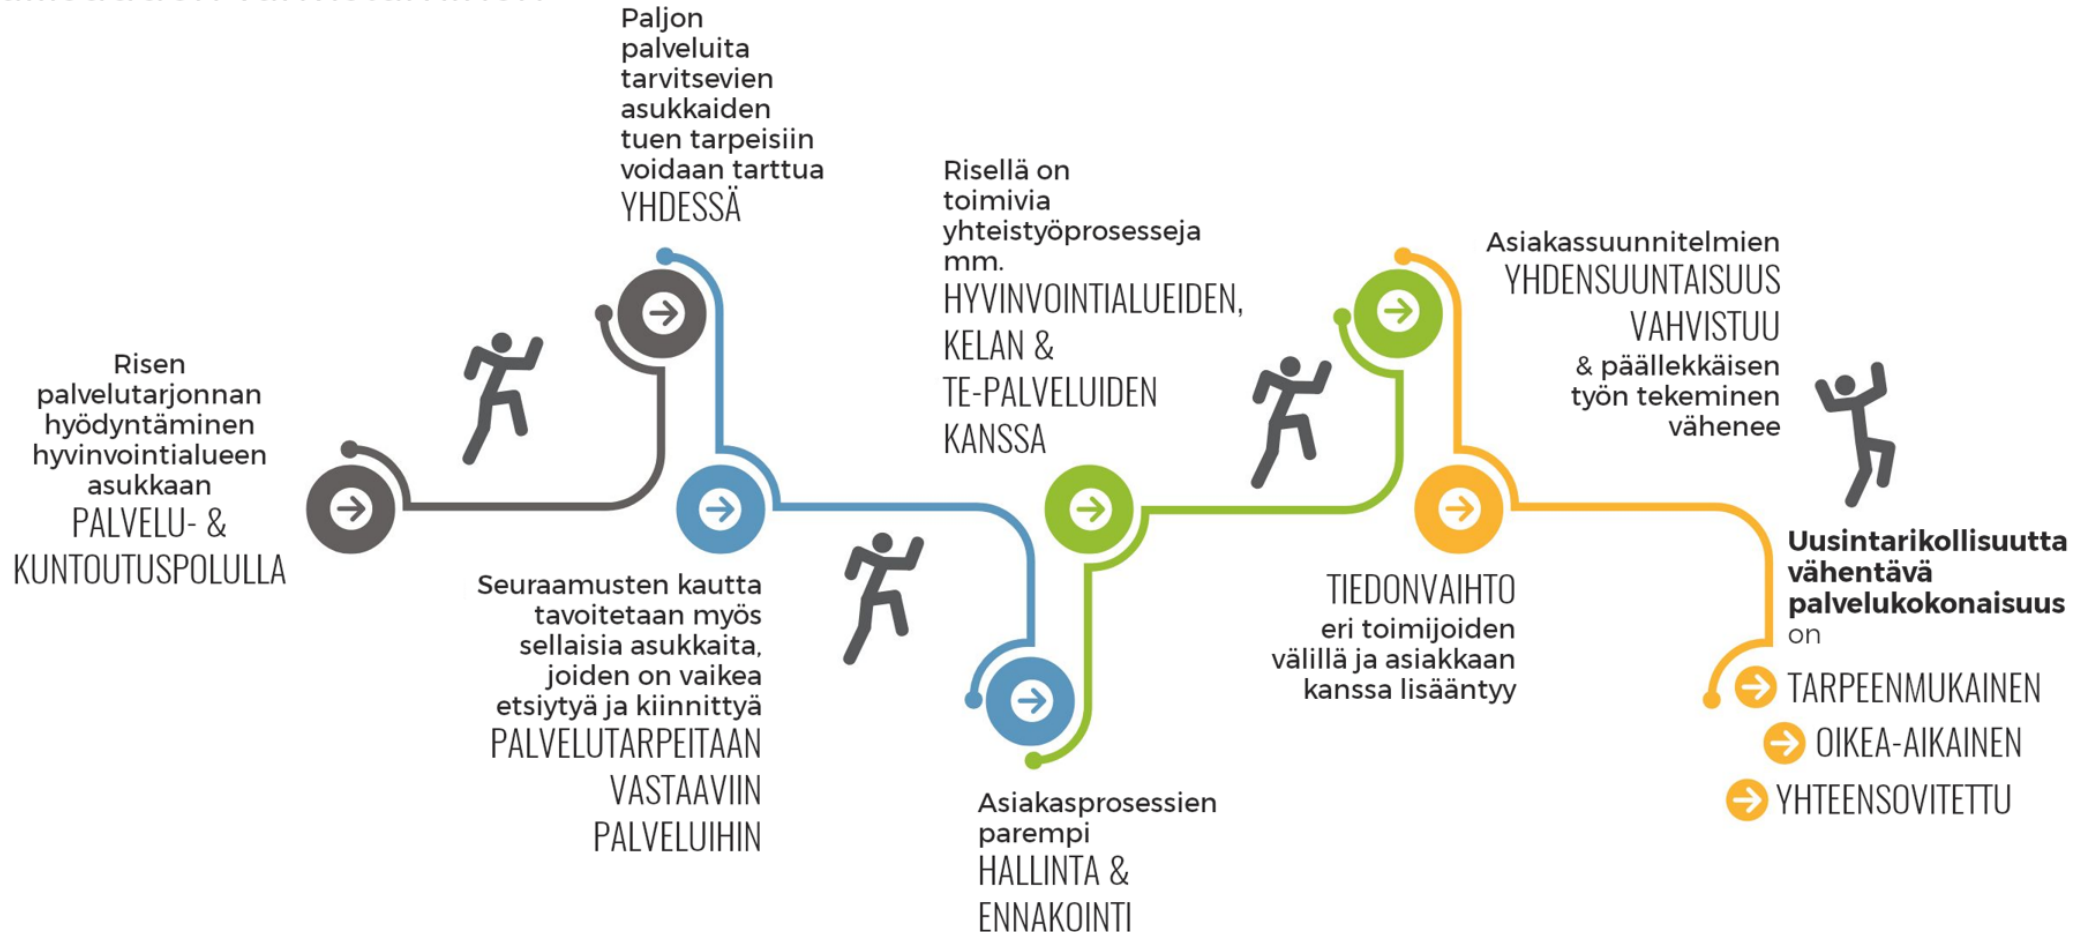 Risen
palvelutarjonnan
hyödyntäminen
hyvinvointialueen
asukkaan
PALVELU- &
KUNTOUTUSPOLULLA
Paljon
palveluita
tarvitsevien
asukkaiden
tuen tarpeisiin
voidaan tarttua
YHDESSÄ
Seuraamusten kautta
tavoitetaan myös
sellaisia asukkaita,
joiden on vaikea
etsiytyä ja kiinnittyä
PALVELUTARPEITAAN
VASTAAVIIN
PALVELUIHIN
Asiakasprosessien
parempi
HALLINTA &
ENNAKOINTI
Risellä on
toimivia
yhteistyöprosesseja
mm.
HYVINVOINTIALUEIDEN,
KELAN &
TE-PALVELUIDEN
KANSSA
TIEDONVAIHTO
eri toimijoiden
välillä ja asiakkaan
kanssa lisääntyy
Asiakassuunnitelmien
YHDENSUUNTAISUUS
VAHVISTUU
& päällekkäisen
työn tekeminen
vähenee
Uusintarikollisuutta
vähentävä
palvelukokonaisuus
on
TARPEENMUKAINEN
OIKEA-AIKAINEN
YHTEENSOVITETTU